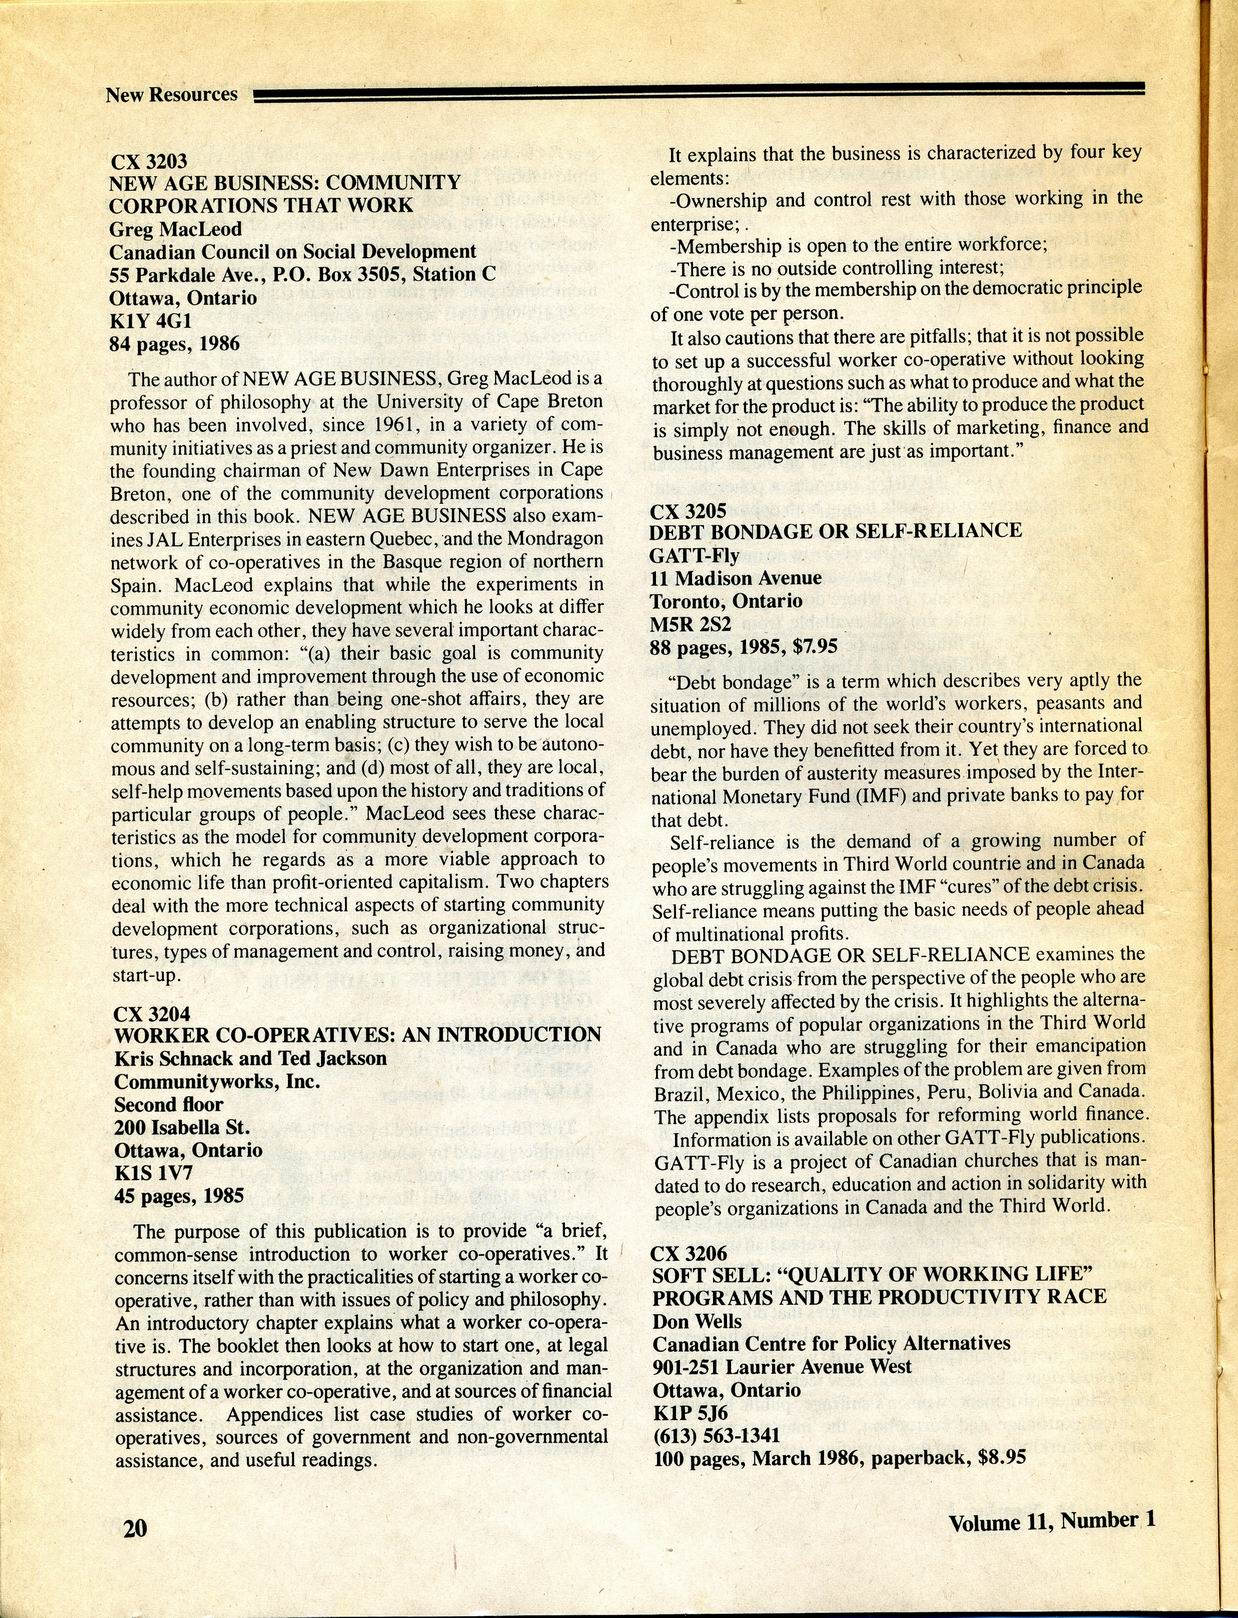 New Resources
CX 3203
NEW AGE BUSINESS: COMMUNITY
CORPORATIONS THAT WORK
Greg MacLeod
Canadian Council on Social Development
55 Parkdale Ave., P.O. Box 3505, Station C
Ottawa, Ontario
K1Y 4G1
84 pages, 1986
The author of NEW AGE BUSINESS, Greg MacLeod is a
professor of philosophy at the University of Cape Breton
who has been involved, since 1961, in a variety of com-
munity initiatives as a priest and community organizer. He is
the founding chairman of New Dawn Enterprises in Cape
Breton, one of the community development corporations
described in this book. NEW AGE BUSINESS also exam-
ines JAL Enterprises in eastern Quebec, and the Mondragon
network of co-operatives in the Basque region of northern
Spain. MacLeod explains that while the experiments in
community economic development which he looks at differ
widely from each other, they have several important charac-
teristics in common: “(a) their basic goal is community
development and improvement through the use of economic
resources; (b) rather than being one-shot affairs, they are
attempts to develop an enabling structure to serve the local
community on a long-term basis; (c) they wish to be autono-
mous and self-sustaining; and (d) most of all, they are local,
self-help movements based upon the history and traditions of
particular groups of people.” MacLeod sees these charac-
teristics as the model for community development corpora-
tions, which he regards as a more viable approach to
economic life than profit-oriented capitalism. Two chapters
deal with the more technical aspects of starting community
development corporations, such as organizational struc-
tures, types of management and control, raising money, and
start-up.
CX 3204
WORKER CO-OPERATIVES: AN INTRODUCTION
Kris Schnack and Ted Jackson
Communityworks, Inc.
Second floor
200 Isabella St.
Ottawa, Ontario
K1S 1V7
45 pages, 1985
The purpose of this publication is to provide “a brief,
common-sense introduction to worker co-operatives.” It
concerns itself with the practicalities of starting a worker co-
operative, rather than with issues of policy and philosophy.
An introductory chapter explains what a worker co-opera-
tive is. The booklet then looks at how to start one, at legal
structures and incorporation, at the organization and man-
agement of a worker co-operative, and at sources of financial
assistance. Appendices list case studies of worker co-
operatives, sources of government and non-governmental
assistance, and useful readings.
It explains that the business is characterized by four key
elements:
-Ownership and control rest with those working in the
enterprise; .
-Membership is open to the entire workforce;
-There is no outside controlling interest;
-Control is by the membership on the democratic principle
of one vote per person.
It also cautions that there are pitfalls; that it is not possible
to set up a successful worker co-operative without looking
thoroughly at questions such as what to produce and what the
market for the product is: “The ability to produce the product
is simply not enough. The skills of marketing, finance and
business management are just as important.”
CX 3205
DEBT BONDAGE OR SELF-RELIANCE
GATT-Fly
11 Madison Avenue
Toronto, Ontario
M5R 2S2
88 pages, 1985, $7.95
“Debt bondage” is a term which describes very aptly the
situation of millions of the world’s workers, peasants and
unemployed. They did not seek their country’s international
debt, nor have they benefitted from it. Yet they are forced to
bear the burden of austerity measures imposed by the Inter-
national Monetary Fund (IMF) and private banks to pay for
that debt.
Self-reliance is the demand of a growing number of
people’s movements in Third World countrie and in Canada
who are struggling against the IMF “cures” of the debt crisis.
Self-reliance means putting the basic needs of people ahead
of multinational profits.
DEBT BONDAGE OR SELF-RELIANCE examines the
global debt crisis from the perspective of the people who are
most severely affected by the crisis. It highlights the alterna-
tive programs of popular organizations in the Third World
and in Canada who are struggling for their emancipation
from debt bondage. Examples of the problem are given from
Brazil, Mexico, the Philippines, Peru, Bolivia and Canada.
The appendix lists proposals for reforming world finance.
Information is available on other GATT-Fly publications.
GATT-Fly is a project of Canadian churches that is man-
dated to do research, education and action in solidarity with
people’s organizations in Canada and the Third World.
CX 3206
SOFT SELL: “QUALITY OF WORKING LIFE”
PROGRAMS AND THE PRODUCTIVITY RACE
Don Wells
Canadian Centre for Policy Alternatives
901-251 Laurier Avenue West
Ottawa, Ontario
K1P 5J6
(613) 563-1341
100 pages, March 1986, paperback, $8.95
20
Volume 11, Number 1